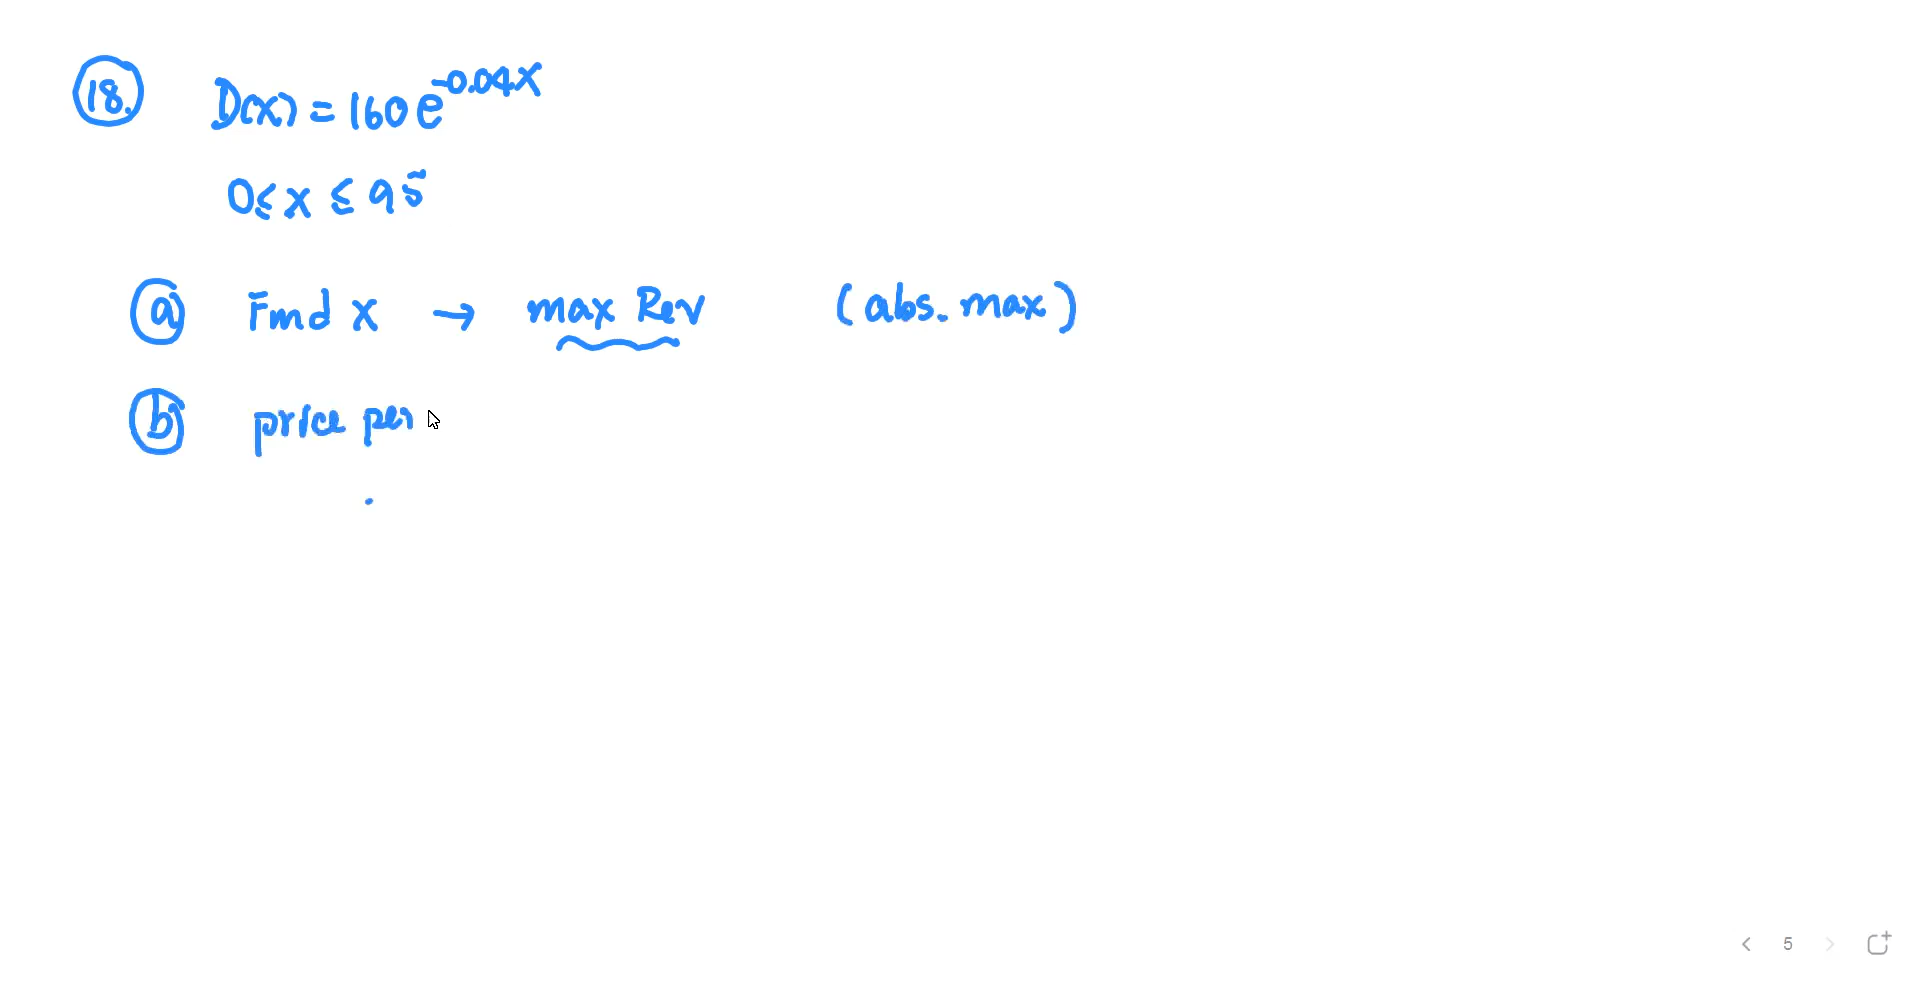 18. D(x) = 160e^-0.04x
0 ≤ x ≤ 95
a Find x → max Rev (abs. max)
b price per
5